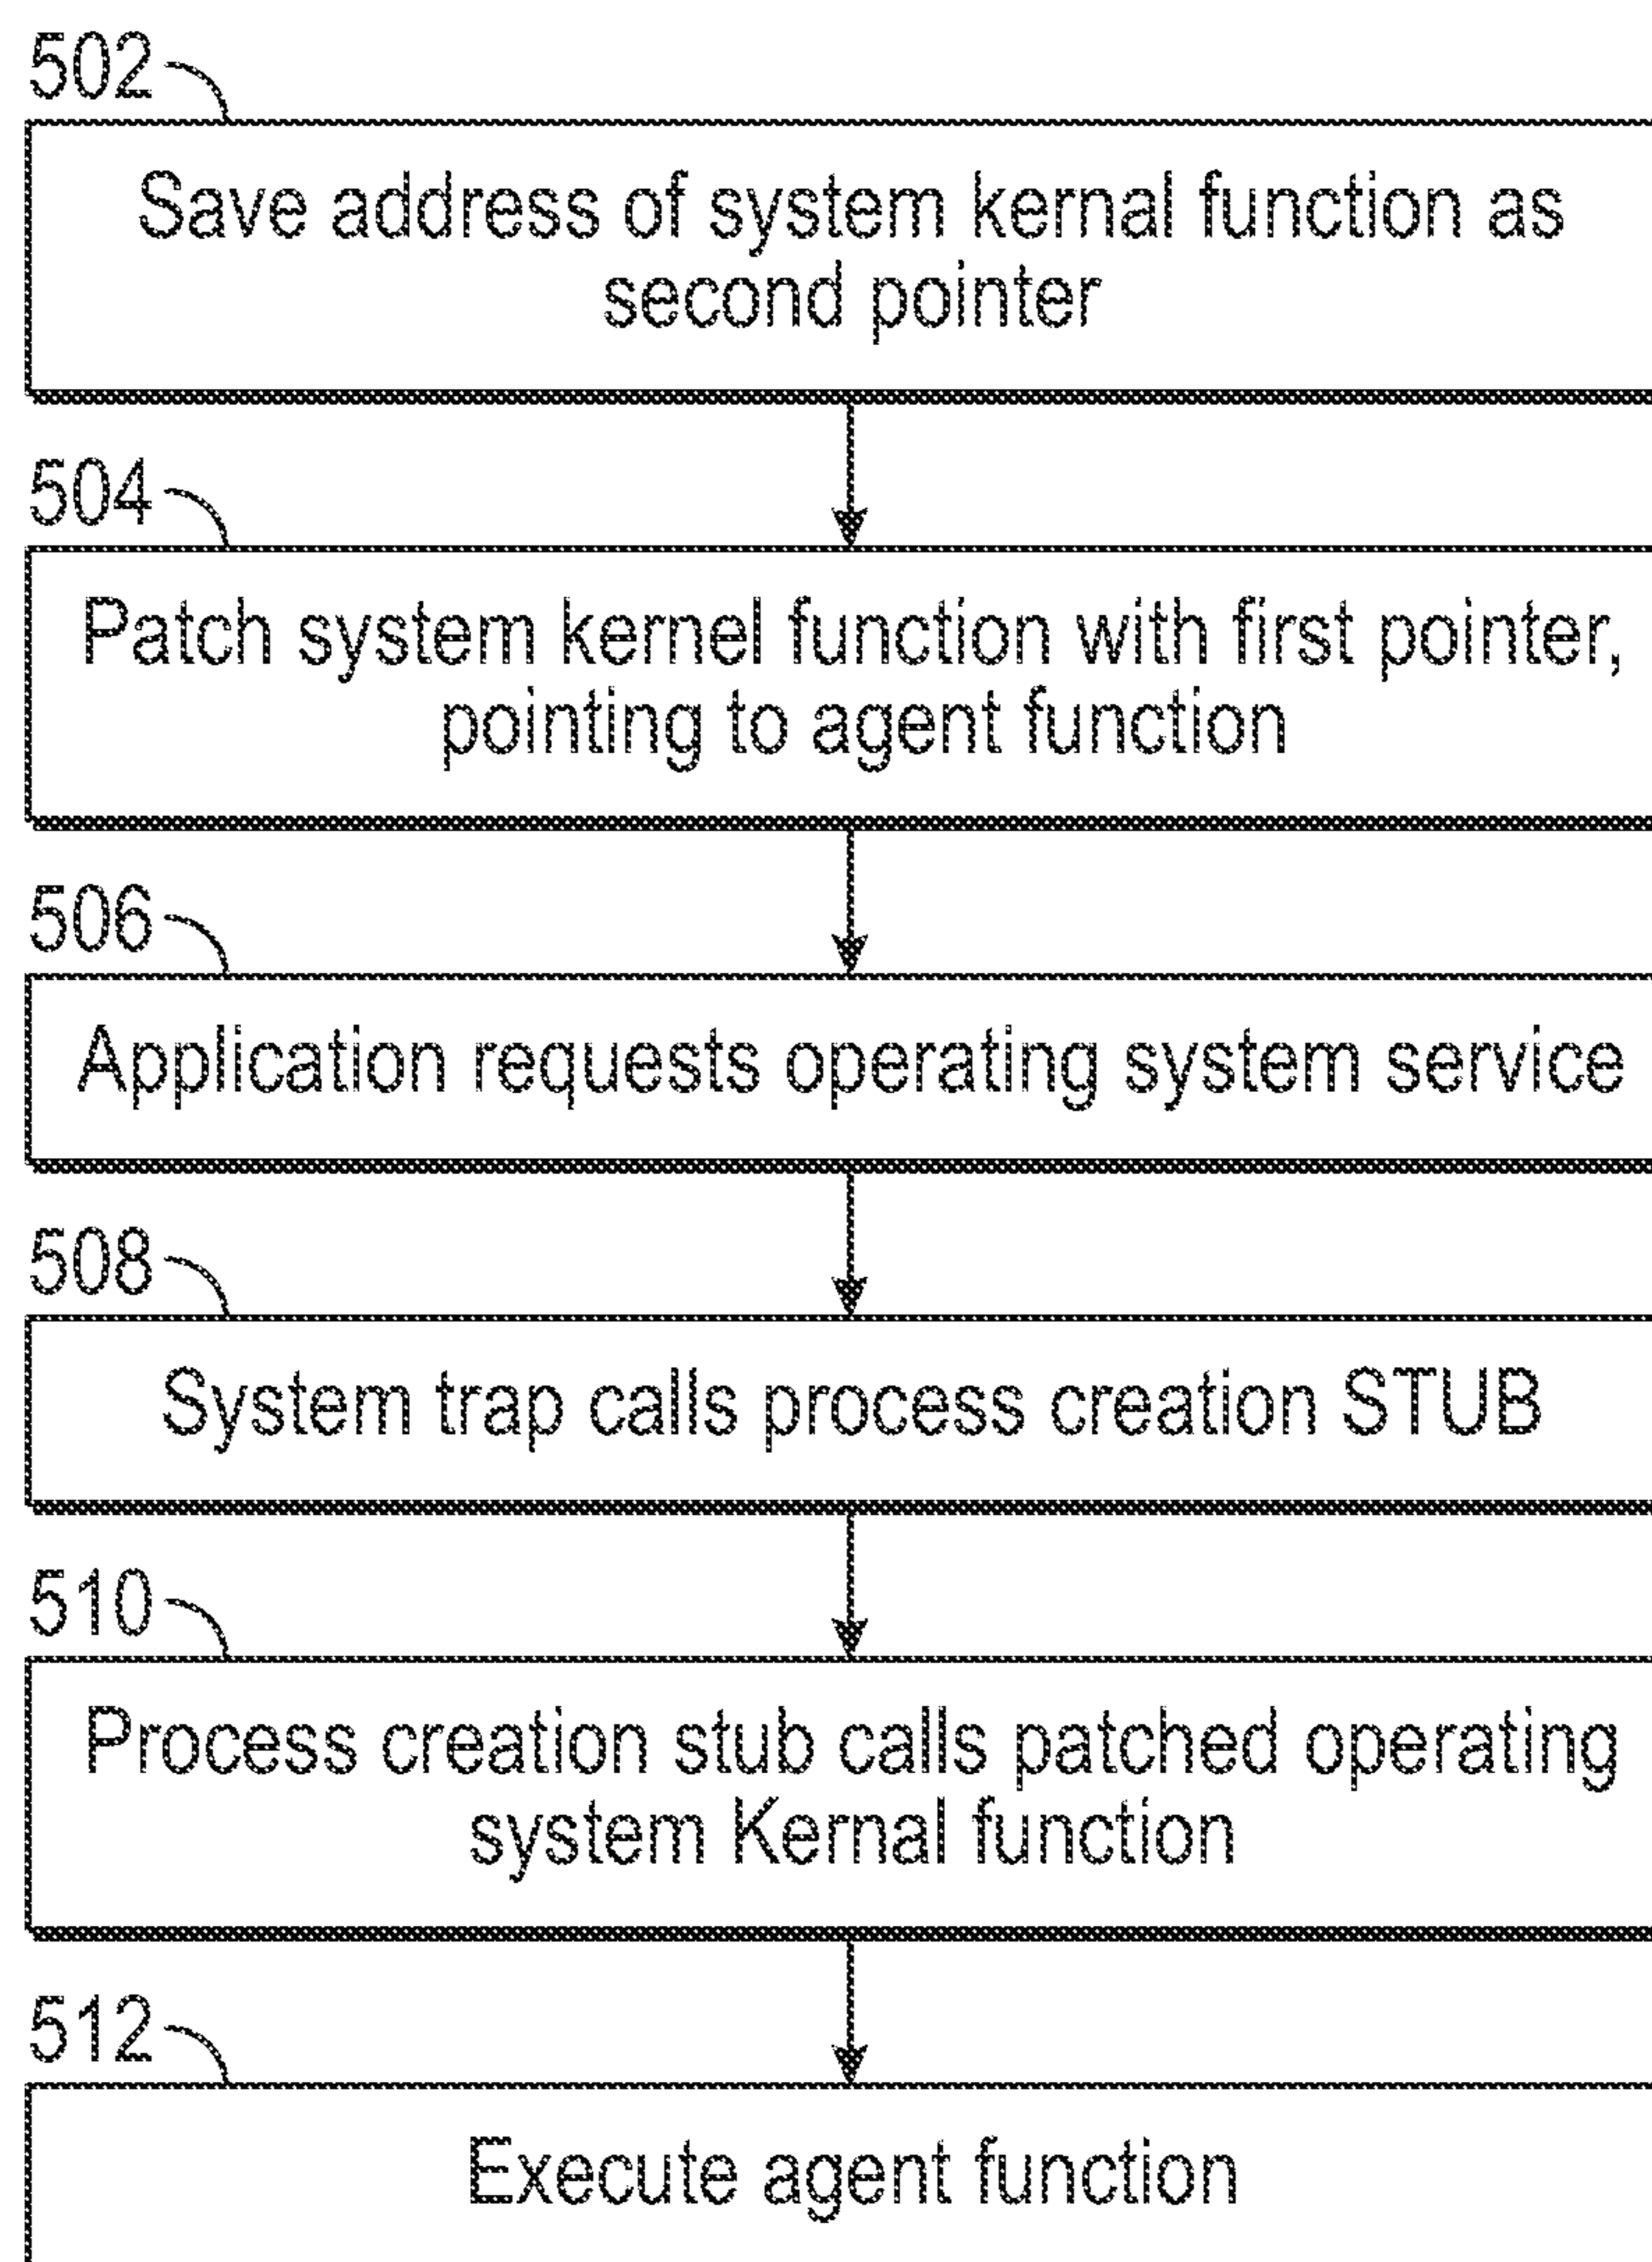 502
Save address of system kernal function as
second pointer
504
Patch system kernel function with first pointer,
pointing to agent function
506
Application requests operating system service
508
System trap calls process creation STUB
510
Process creation stub calls patched operating
system Kernal function
512
Execute agent function